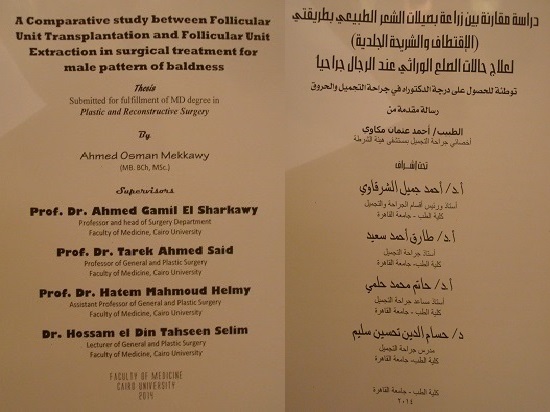 A Comparative study between Follicular
Unit Transplantation and Follicular Unit
Extraction in surgical treatment for
male pattern of baldness
Thesis
Submitted for fulfillment of MD degree in
Plastic and Reconstructive Surgery
By
Ahmed Osman Mekkawy
(MB. BCh, MSc.)
Supervisors
Prof. Dr. Ahmed Gamil El Sharkawy
Professor and head of Surgery Department
Faculty of Medicine, Cairo University
Prof. Dr. Tarek Ahmed Said
Professor of General and Plastic Surgery
Faculty of Medicine, Cairo University
Prof. Dr. Hatem Mahmoud Helmy
Assistant Professor of General and Plastic Surgery
Faculty of Medicine, Cairo University
Dr. Hossam el Din Tahseen Selim
Lecturer of General and Plastic Surgery
Faculty of Medicine, Cairo University
FACULTY OF MEDICINE
CAIRO UNIVERSITY
2014
دراسة مقارنة بين زراعة بصيلات الشعر الطبيعي بطريقتي
(الإقتطاف والشريحة الجلدية)
لعلاج حالات الصلع الوراثي عند الرجال جراحيا
توطئة للحصول على درجة الدكتوراه في جراحة التجميل والحروق
رسالة مقدمة من
الطبيب/ أحمد عثمان مكاوي
أخصائي جراحة التجميل بمستشفى هيئة الشرطة
تحت إشراف
أ.د/ أحمد جميل الشرقاوي
أستاذ ورئيس أقسام الجراحة والتجميل
كلية الطب - جامعة القاهرة
أ.د/ طارق أحمد سعيد
أستاذ جراحة التجميل
كلية الطب - جامعة القاهرة
أ.د/ حاتم محمد حلمي
أستاذ مساعد جراحة التجميل
كلية الطب - جامعة القاهرة
د/ حسام الدين تحسين سليم
مدرس جراحة التجميل
كلية الطب- جامعة القاهرة
كلية الطب - جامعة القاهرة
٢٠١٤